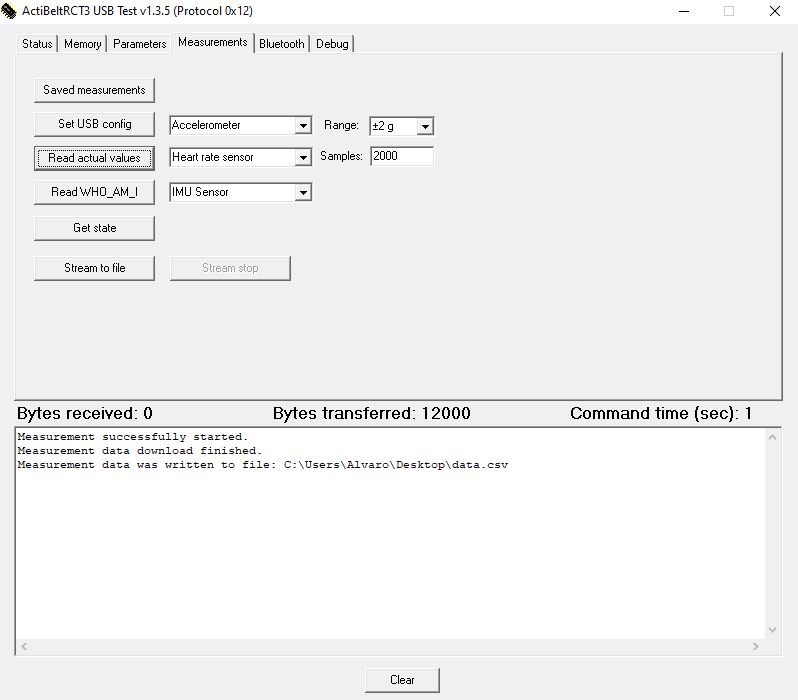 ActiBeltRCT3 USB Test v1.3.5 (Protocol 0x12)
Status Memory Parameters Measurements Bluetooth Debug
Saved measurements
Set USB config Accelerometer Range: ±2 g
Read actual values Heart rate sensor Samples: 2000
Read WHO_AM_I IMU Sensor
Get state
Stream to file Stream stop
Bytes received: 0 Bytes transferred: 12000 Command time (sec): 1
Measurement successfully started.
Measurement data download finished.
Measurement data was written to file: C:\Users\Alvaro\Desktop\data.csv
Clear